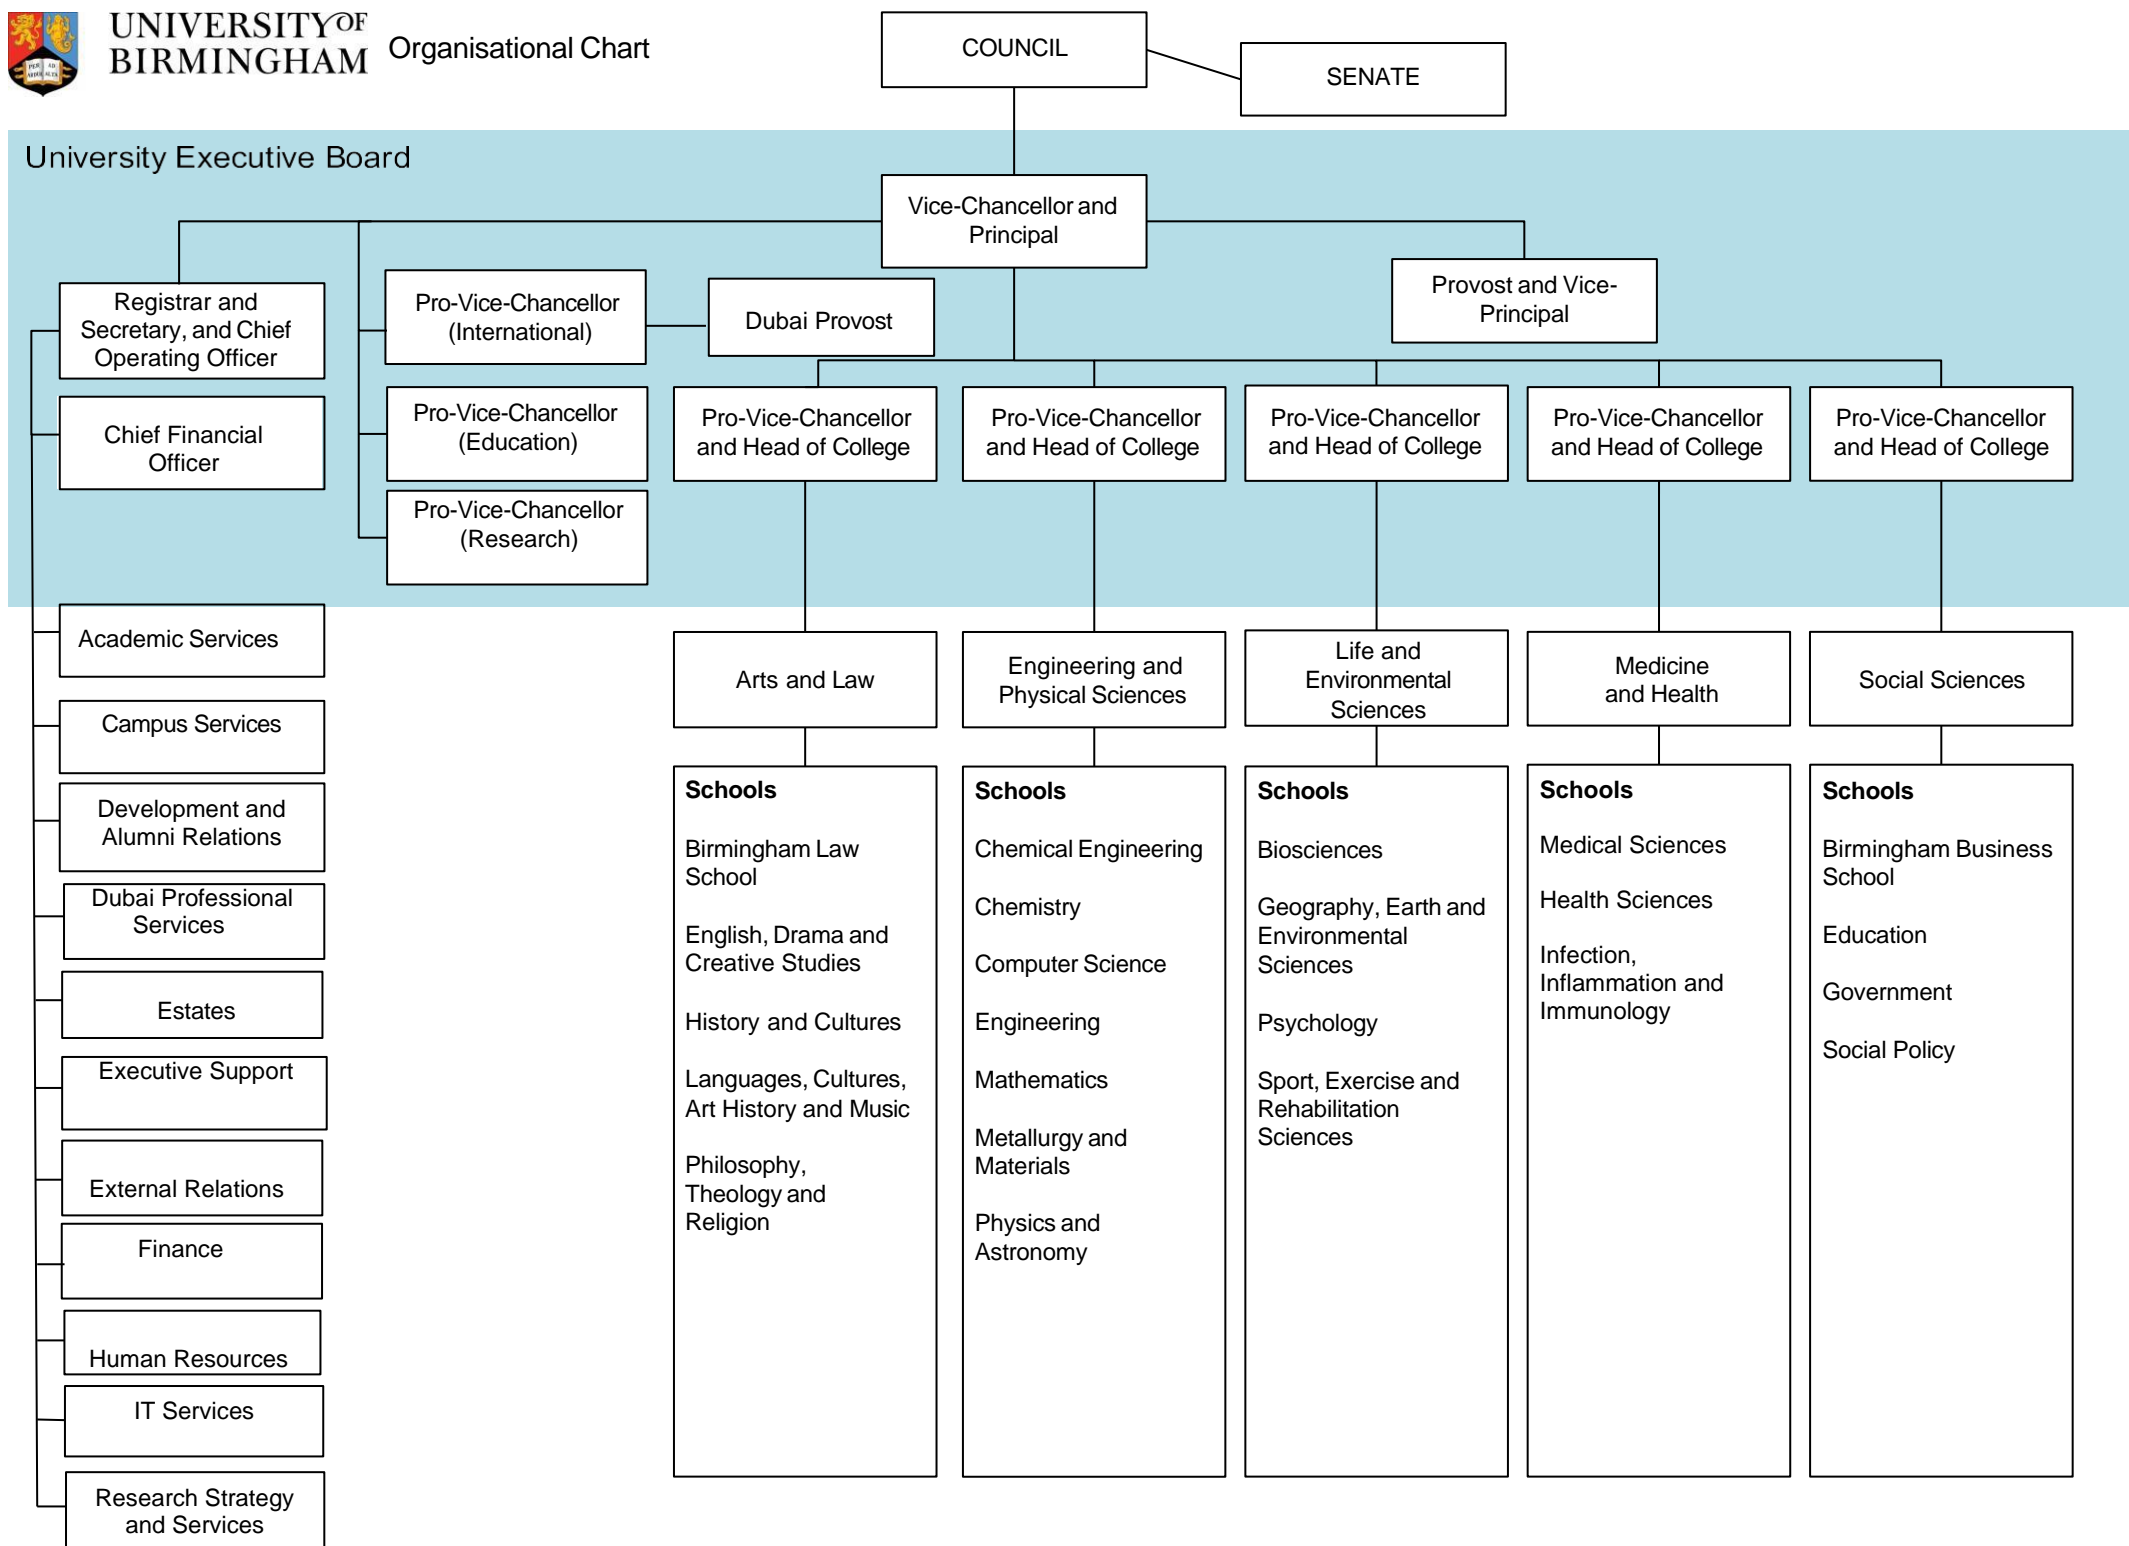 UNIVERSITY OF
BIRMINGHAM
Organisational Chart
COUNCIL
SENATE
University Executive Board
Vice-Chancellor and
Principal
Registrar and
Secretary, and Chief
Operating Officer
Pro-Vice-Chancellor
(International)
Dubai Provost
Provost and Vice-
Principal
Chief Financial
Officer
Pro-Vice-Chancellor
(Education)
Pro-Vice-Chancellor
(Research)
Pro-Vice-Chancellor
and Head of College
Pro-Vice-Chancellor
and Head of College
Pro-Vice-Chancellor
and Head of College
Pro-Vice-Chancellor
and Head of College
Pro-Vice-Chancellor
and Head of College
Academic Services
Campus Services
Development and
Alumni Relations
Dubai Professional
Services
Estates
Executive Support
External Relations
Finance
Human Resources
IT Services
Research Strategy
and Services
Arts and Law
Schools
Birmingham Law
School
English, Drama and
Creative Studies
History and Cultures
Languages, Cultures,
Art History and Music
Philosophy,
Theology and
Religion
Engineering and
Physical Sciences
Schools
Chemical Engineering
Chemistry
Computer Science
Engineering
Mathematics
Metallurgy and
Materials
Physics and
Astronomy
Life and
Environmental
Sciences
Schools
Biosciences
Geography, Earth and
Environmental
Sciences
Psychology
Sport, Exercise and
Rehabilitation
Sciences
Medicine
and Health
Schools
Medical Sciences
Health Sciences
Infection,
Inflammation and
Immunology
Social Sciences
Schools
Birmingham Business
School
Education
Government
Social Policy